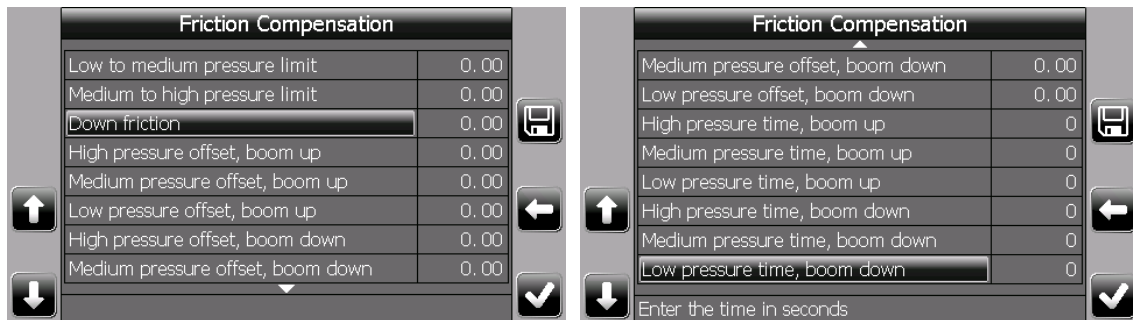 Friction Compensation
Low to medium pressure limit 0.00
Medium to high pressure limit 0.00
Down friction 0.00
High pressure offset, boom up 0.00
Medium pressure offset, boom up 0.00
Low pressure offset, boom up 0.00
High pressure offset, boom down 0.00
Medium pressure offset, boom down 0.00
Friction Compensation
Medium pressure offset, boom down 0.00
Low pressure offset, boom down 0.00
High pressure time, boom up 0
Medium pressure time, boom up 0
Low pressure time, boom up 0
High pressure time, boom down 0
Medium pressure time, boom down 0
Low pressure time, boom down 0
Enter the time in seconds